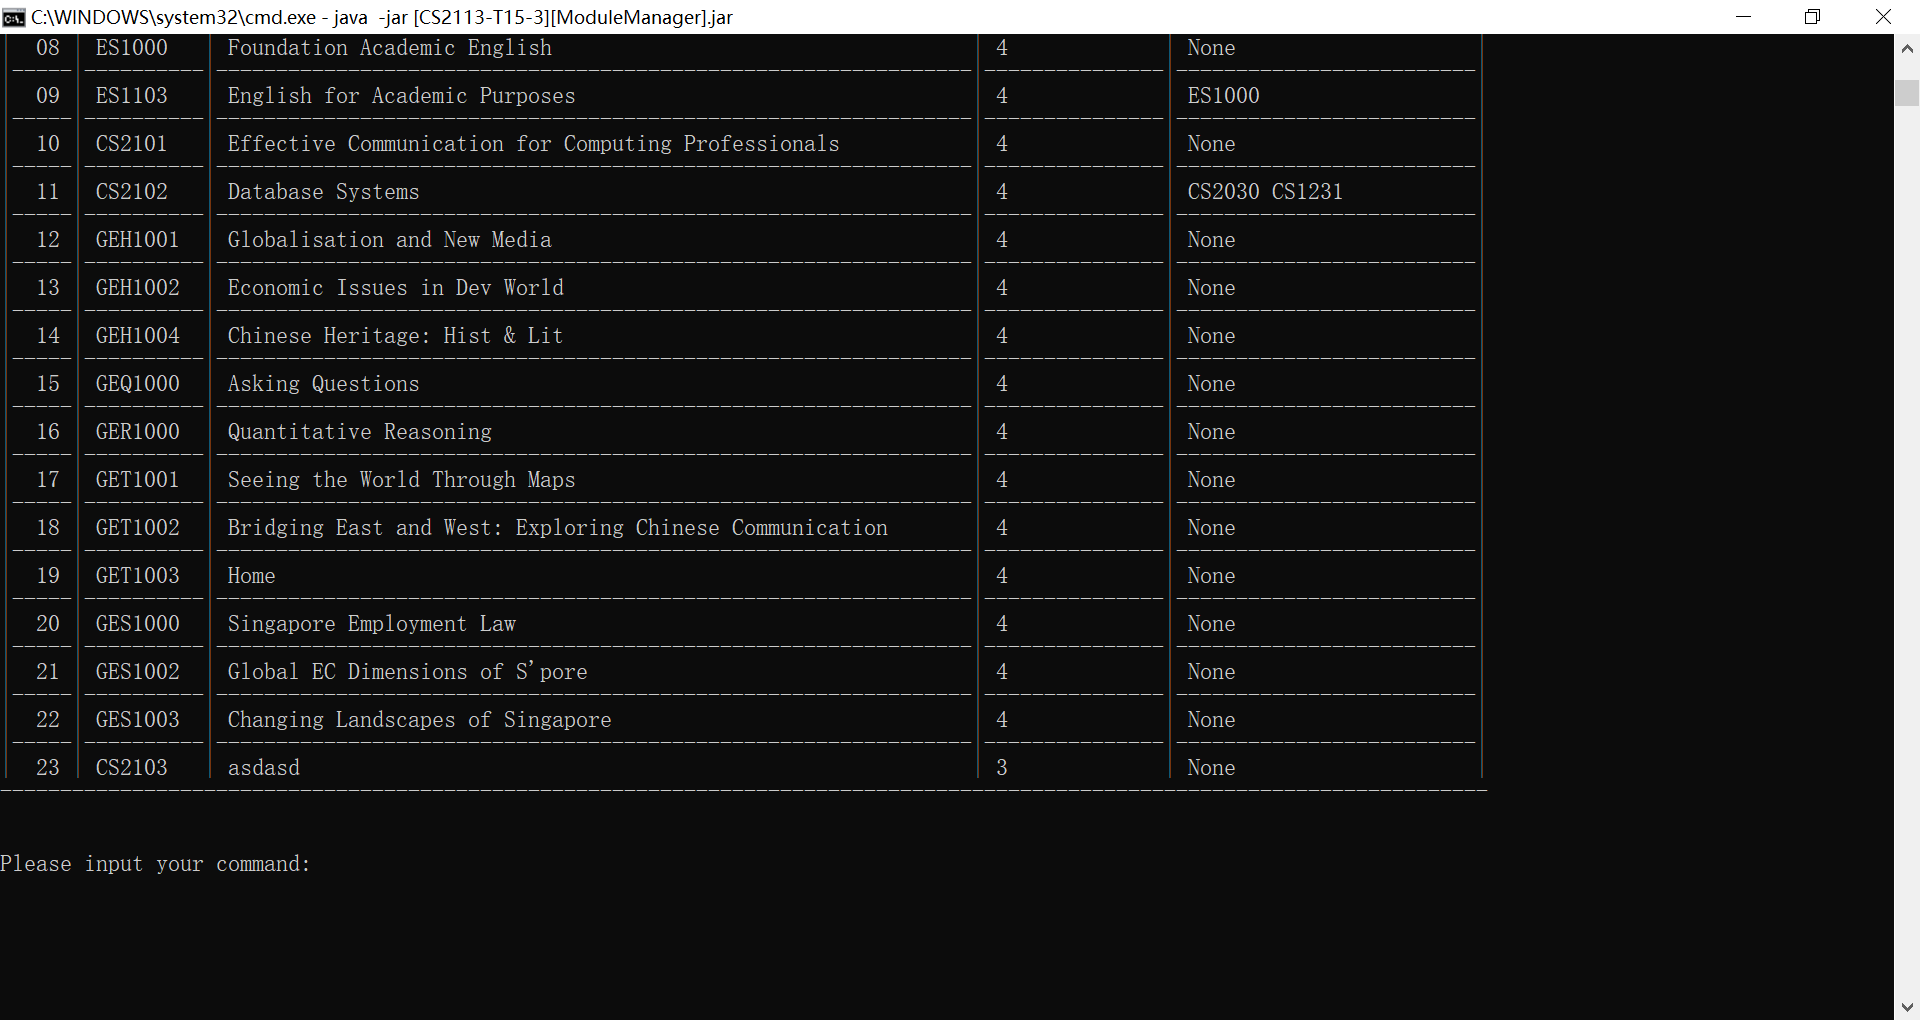 C:\WINDOWS\system32\cmd.exe - java  -jar [CS2113-T15-3][ModuleManager].jar
08 ES1000 Foundation Academic English 4 None
09 ES1103 English for Academic Purposes 4 ES1000
10 CS2101 Effective Communication for Computing Professionals 4 None
11 CS2102 Database Systems 4 CS2030 CS1231
12 GEH1001 Globalisation and New Media 4 None
13 GEH1002 Economic Issues in Dev World 4 None
14 GEH1004 Chinese Heritage: Hist & Lit 4 None
15 GEQ1000 Asking Questions 4 None
16 GER1000 Quantitative Reasoning 4 None
17 GET1001 Seeing the World Through Maps 4 None
18 GET1002 Bridging East and West: Exploring Chinese Communication 4 None
19 GET1003 Home 4 None
20 GES1000 Singapore Employment Law 4 None
21 GES1002 Global EC Dimensions of S'pore 4 None
22 GES1003 Changing Landscapes of Singapore 4 None
23 CS2103 asdasd 3 None
Please input your command: